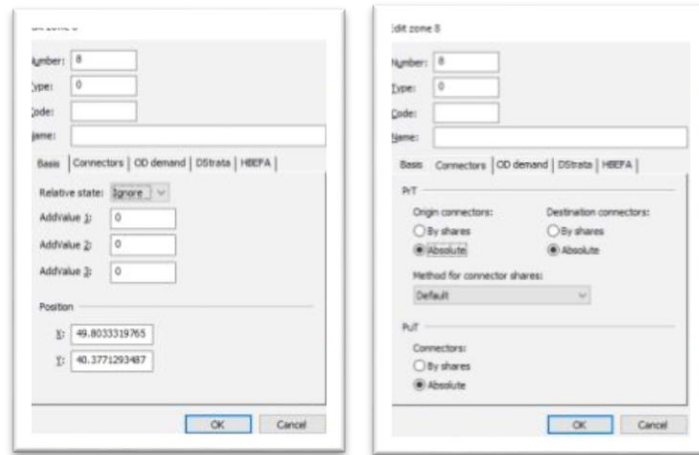 Number: 8
Type: 0
Code:
Name:
Basis Connectors OD demand DStrata HBEFA
Relative state: Ignore
AddValue 1: 0
AddValue 2: 0
AddValue 3: 0
Position
X: 49.8033319765
Y: 40.3771293487
OK Cancel
Edit zone 8
Number: 8
Type: 0
Code:
Name:
Basis Connectors OD demand DStrata HBEFA
PrT
Origin connectors: Destination connectors:
By shares By shares
Absolute Absolute
Method for connector shares:
Default
PuT
Connectors:
By shares
Absolute
OK Cancel